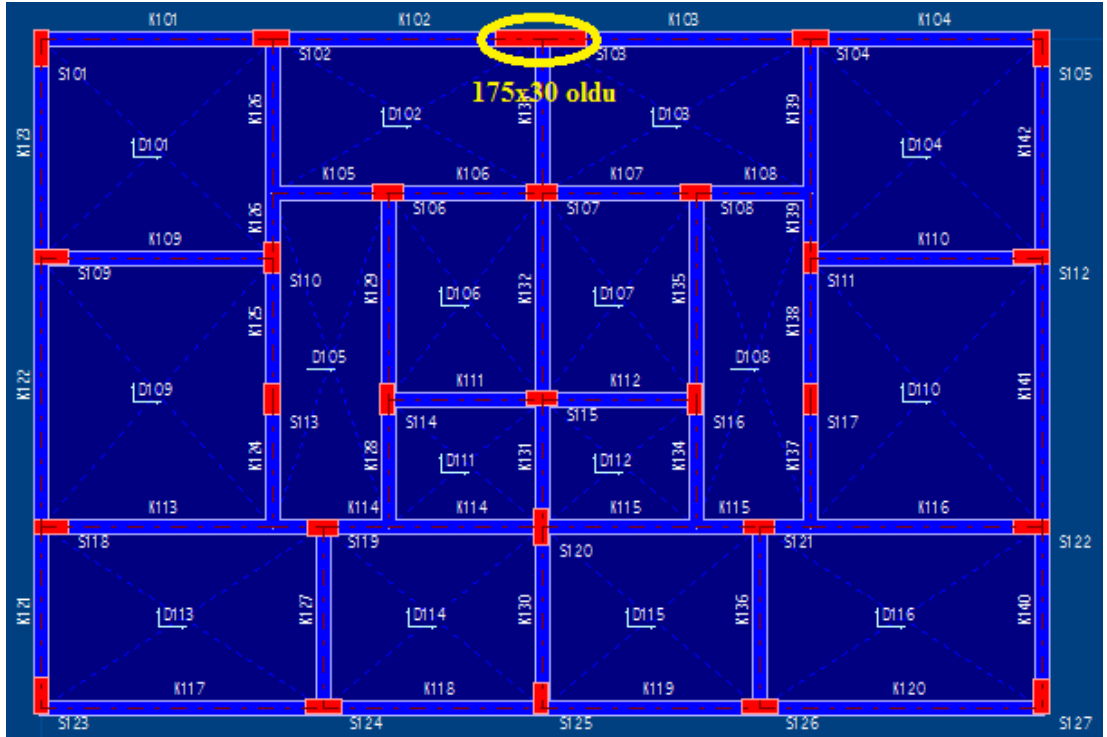 K101 K102 K103 K104
S101 S102 S103 S104 S105
175x30 oldu
K123 K126 K139 K142
D101 D102 D103 D104
K105 K106 K107 K108
S106 S107 S108
K126 K139
K109 K110
S109 S110 S111 S112
K129 K132 K135
D106 D107
K125 K138
D105 D108
K122 D109 D110 K141
K111 K112
S113 S114 S115 S116 S117
K124 K128 D111 K131 D112 K134 K137
K113 K114 K114 K115 K115 K116
S118 S119 S120 S121 S122
K121 D113 K127 D114 K130 D115 K136 D116 K140
K117 K118 K119 K120
S123 S124 S125 S126 S127